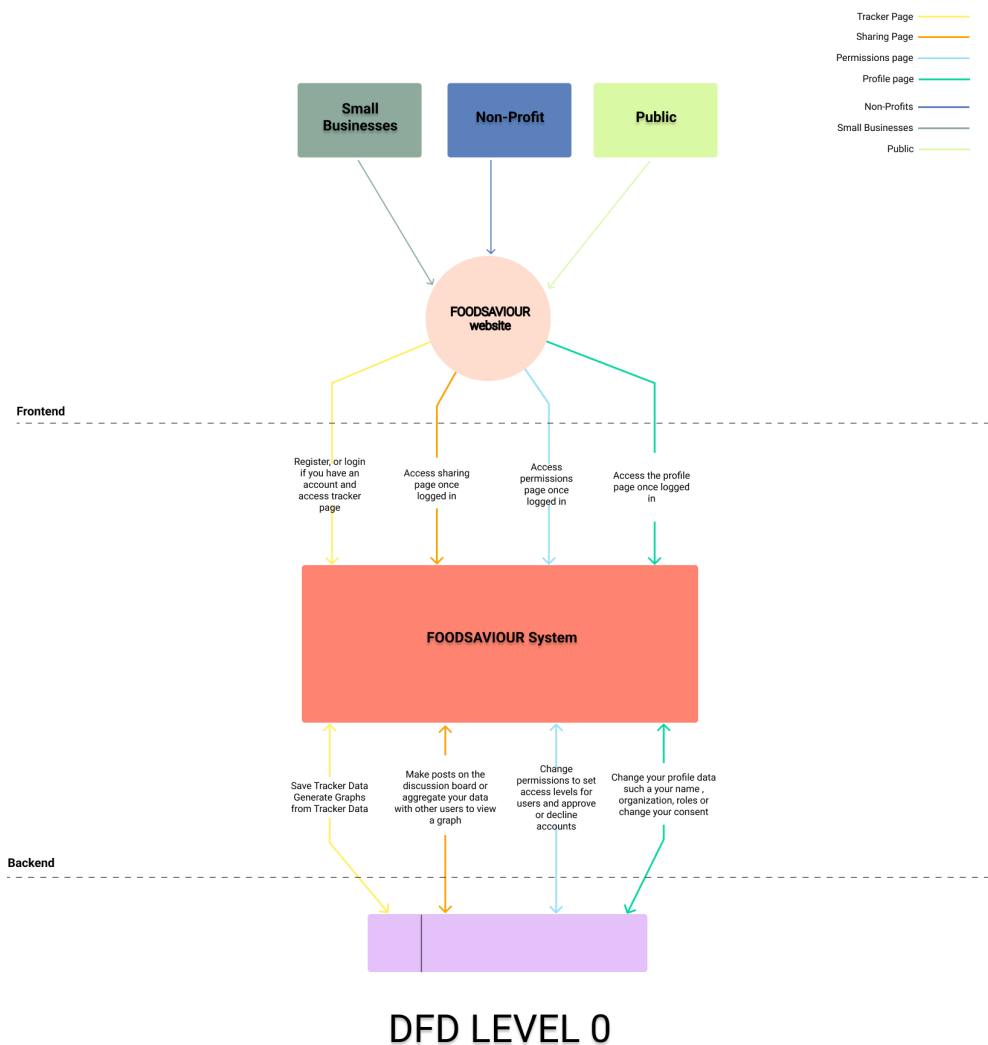 Tracker Page
Sharing Page
Permissions page
Profile page
Non-Profits
Small Businesses
Public
Small
Businesses
Non-Profit
Public
FOODSAVIOUR
website
Frontend
Register, or login
if you have an
account and
access tracker
page
Access sharing
page once
logged in
Access
permissions
page once
logged in
Access the profile
page once logged
in
FOODSAVIOUR System
Save Tracker Data
Generate Graphs
from Tracker Data
Make posts on the
discussion board or
aggregate your data
with other users to view
a graph
Change
permissions to set
access levels for
users and approve
or decline
accounts
Change your profile data
such a your name ,
organization, roles or
change your consent
Backend
DFD LEVEL 0